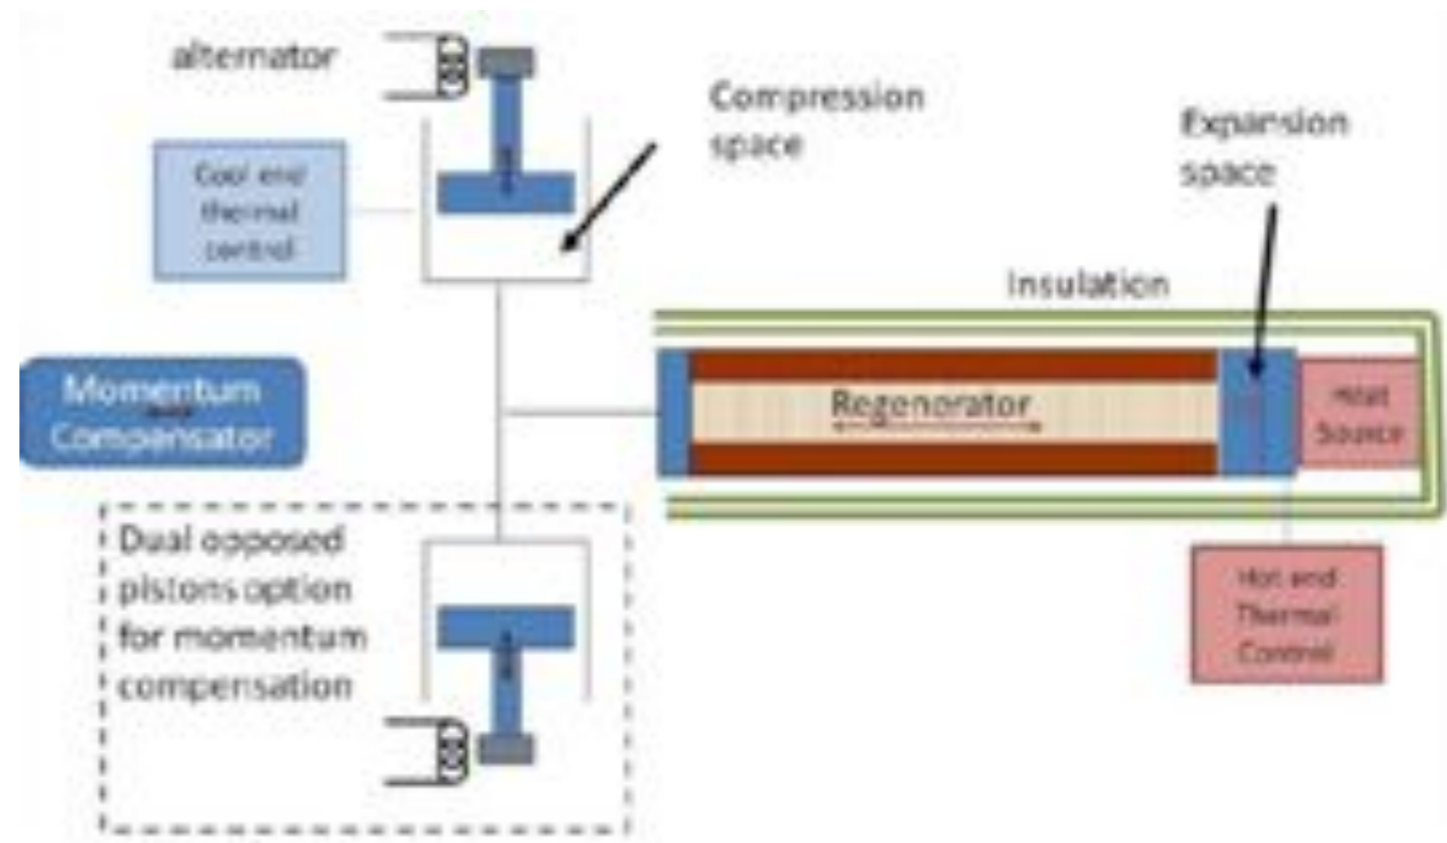 alternator
Compression
space
Expansion
space
Cool end
thermal
control
Insulation
Momentum
Compensator
Regenerator
Heat
Source
Dual opposed
pistons option
for momentum
compensation
Hot end
Thermal
Control